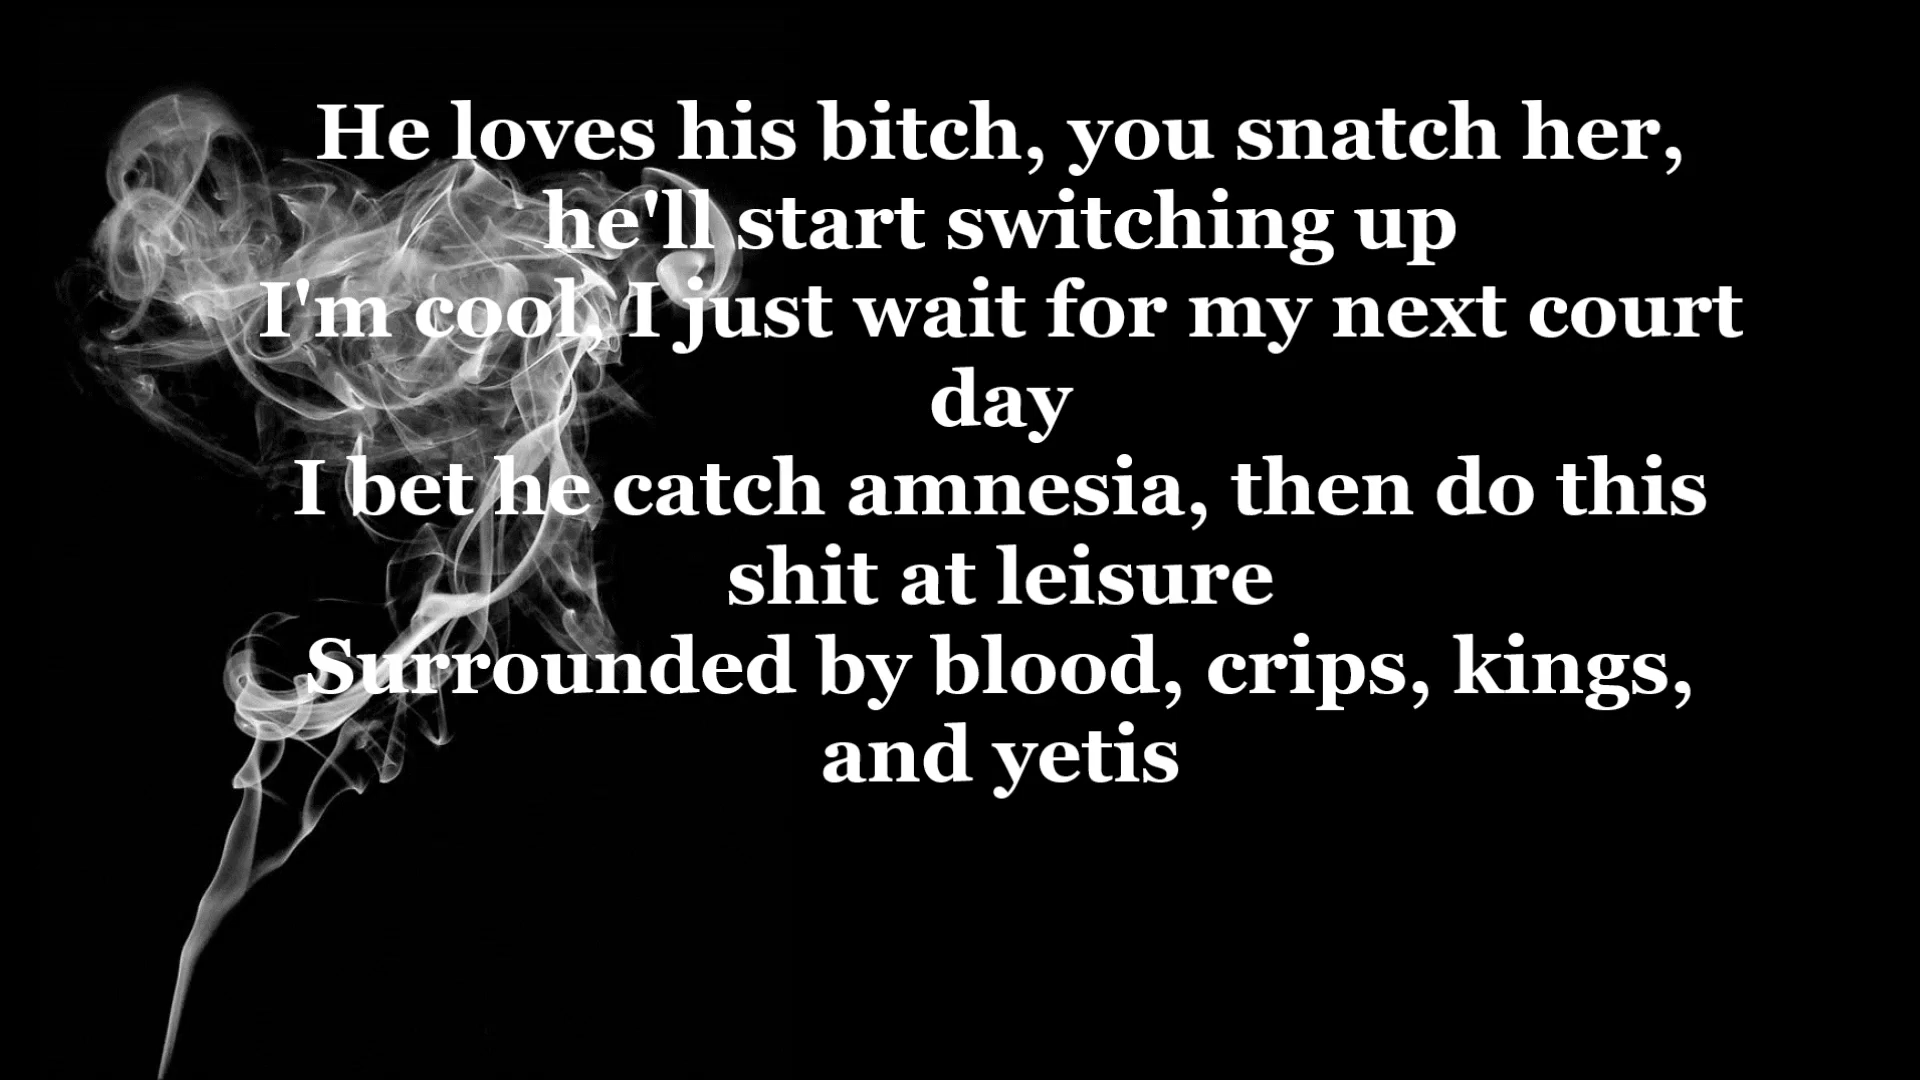 He loves his bitch, you snatch her,
he'll start switching up
I'm cool, I just wait for my next court
day
I bet he catch amnesia, then do this
shit at leisure
Surrounded by blood, crips, kings,
and yetis